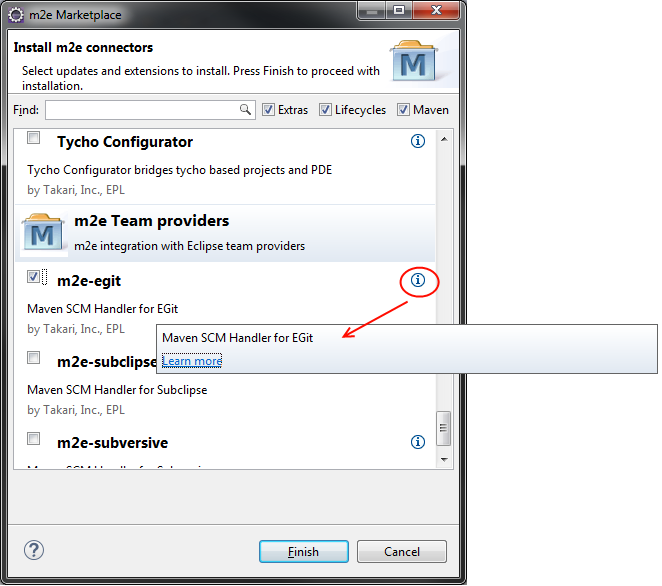 m2e Marketplace
Install m2e connectors
Select updates and extensions to install. Press Finish to proceed with
installation.
Find:
Extras
Lifecycles
Maven
Tycho Configurator
Tycho Configurator bridges tycho based projects and PDE
by Takari, Inc., EPL
M
m2e Team providers
m2e integration with Eclipse team providers
m2e-egit
Maven SCM Handler for EGit
by Takari, Inc., EPL
Maven SCM Handler for EGit
Learn more
m2e-subclipse
Maven SCM Handler for Subclipse
by Takari, Inc., EPL
m2e-subversive
Finish
Cancel